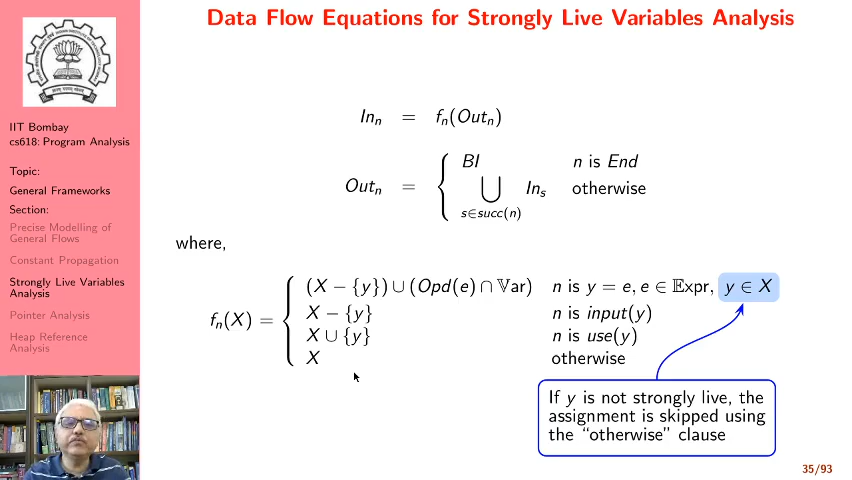 Data Flow Equations for Strongly Live Variables Analysis
IIT Bombay
cs618: Program Analysis
Topic:
General Frameworks
Section:
Precise Modelling of
General Flows
Constant Propagation
Strongly Live Variables
Analysis
Pointer Analysis
Heap Reference
Analysis
Inₙ = fₙ(Outₙ)
Outₙ = { BI n is End
⋃ s∈succ(n) Inₛ otherwise
where,
fₙ(X) = { (X − {y}) ∪ (Opd(e) ∩ 𝕍ar) n is y = e, e ∈ 𝔼xpr, y ∈ X
X − {y} n is input(y)
X ∪ {y} n is use(y)
X otherwise
If y is not strongly live, the
assignment is skipped using
the “otherwise” clause
35/93